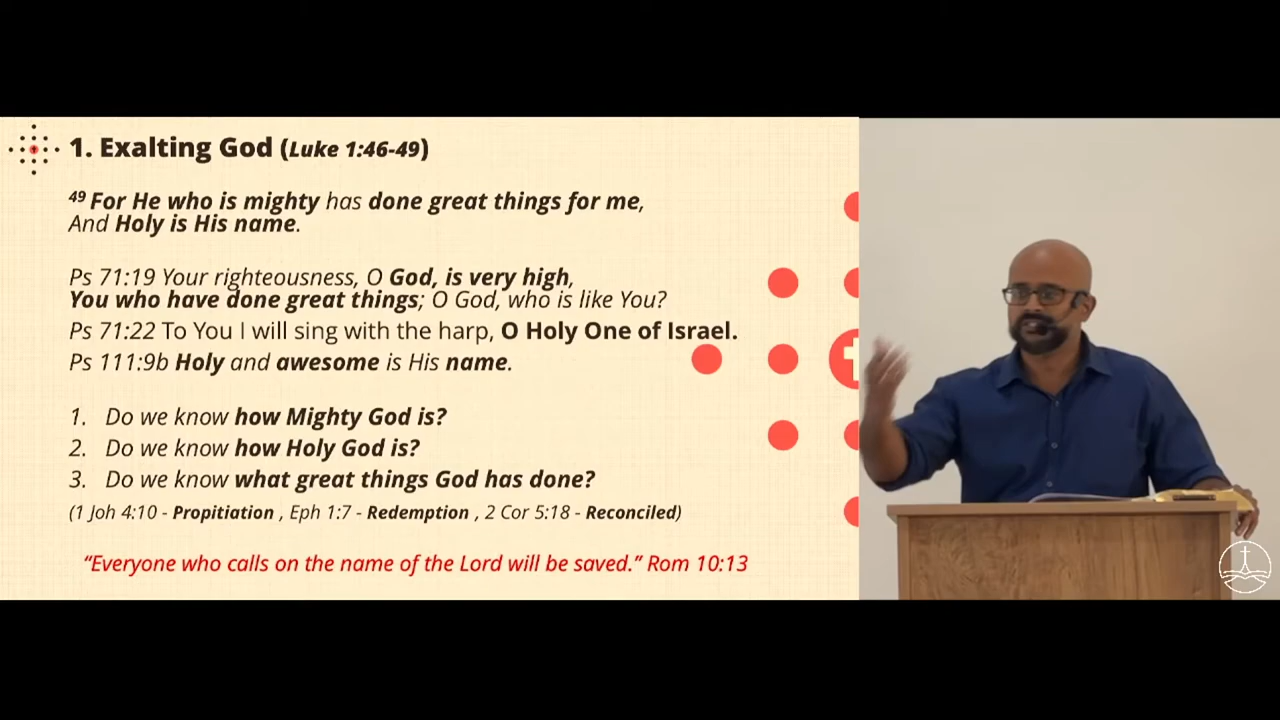 1. Exalting God (Luke 1:46-49)
49 For He who is mighty has done great things for me,
And Holy is His name.
Ps 71:19 Your righteousness, O God, is very high,
You who have done great things; O God, who is like You?
Ps 71:22 To You I will sing with the harp, O Holy One of Israel.
Ps 111:9b Holy and awesome is His name.
1. Do we know how Mighty God is?
2. Do we know how Holy God is?
3. Do we know what great things God has done?
(1 Joh 4:10 - Propitiation , Eph 1:7 - Redemption , 2 Cor 5:18 - Reconciled)
“Everyone who calls on the name of the Lord will be saved.” Rom 10:13